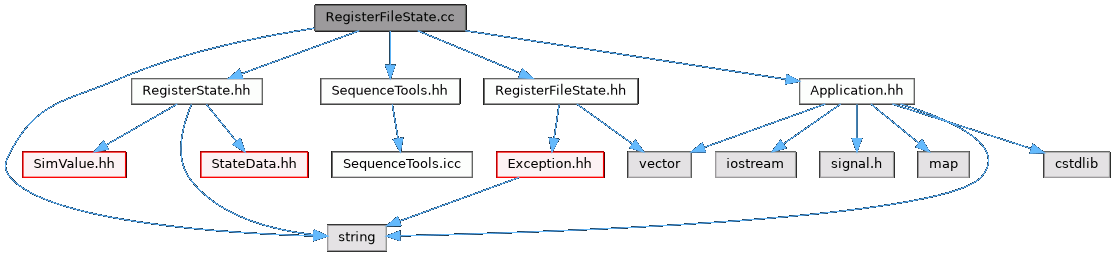 RegisterFileState.cc
RegisterState.hh
SequenceTools.hh
RegisterFileState.hh
Application.hh
SimValue.hh
StateData.hh
SequenceTools.icc
Exception.hh
vector
iostream
signal.h
map
cstdlib
string